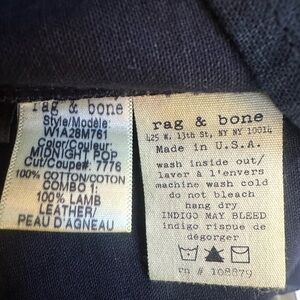 rag & bone
Style/Modèle:
W1A28M761
Color/Couleur:
MIDNIGHT POP
Cut/Coupe#: 7776
100% COTTON/COTON
COMBO 1:
100% LAMB
LEATHER/
PEAU D'AGNEAU
rag & bone
425 W. 13th St, NY NY 10014
Made in U.S.A.
wash inside out/
laver à l'envers
machine wash cold
do not bleach
hang dry
INDIGO MAY BLEED
indigo risque de
dégorger
rn # 108879